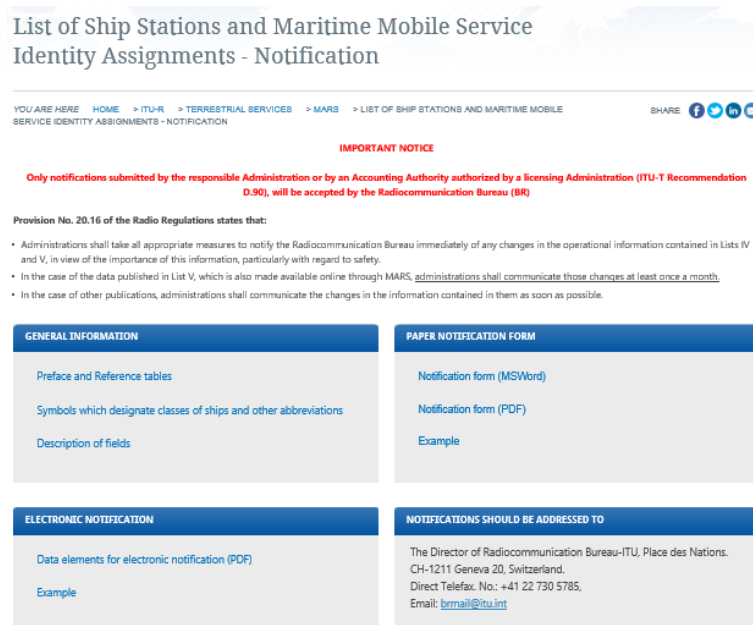 List of Ship Stations and Maritime Mobile Service
Identity Assignments - Notification
YOU ARE HERE HOME > ITU-R > TERRESTRIAL SERVICES > MARS > LIST OF SHIP STATIONS AND MARITIME MOBILE
SERVICE IDENTITY ASSIGNMENTS - NOTIFICATION
SHARE
IMPORTANT NOTICE
Only notifications submitted by the responsible Administration or by an Accounting Authority authorized by a licensing Administration (ITU-T Recommendation
D.90), will be accepted by the Radiocommunication Bureau (BR)
Provision No. 20.16 of the Radio Regulations states that:
• Administrations shall take all appropriate measures to notify the Radiocommunication Bureau immediately of any changes in the operational information contained in Lists IV
and V, in view of the importance of this information, particularly with regard to safety.
• In the case of the data published in List V, which is also made available online through MARS, administrations shall communicate those changes at least once a month.
• In the case of other publications, administrations shall communicate the changes in the information contained in them as soon as possible.
GENERAL INFORMATION
Preface and Reference tables
Symbols which designate classes of ships and other abbreviations
Description of fields
PAPER NOTIFICATION FORM
Notification form (MSWord)
Notification form (PDF)
Example
ELECTRONIC NOTIFICATION
Data elements for electronic notification (PDF)
Example
NOTIFICATIONS SHOULD BE ADDRESSED TO
The Director of Radiocommunication Bureau-ITU, Place des Nations.
CH-1211 Geneva 20, Switzerland.
Direct Telefax. No.: +41 22 730 5785,
Email: brmail@itu.int